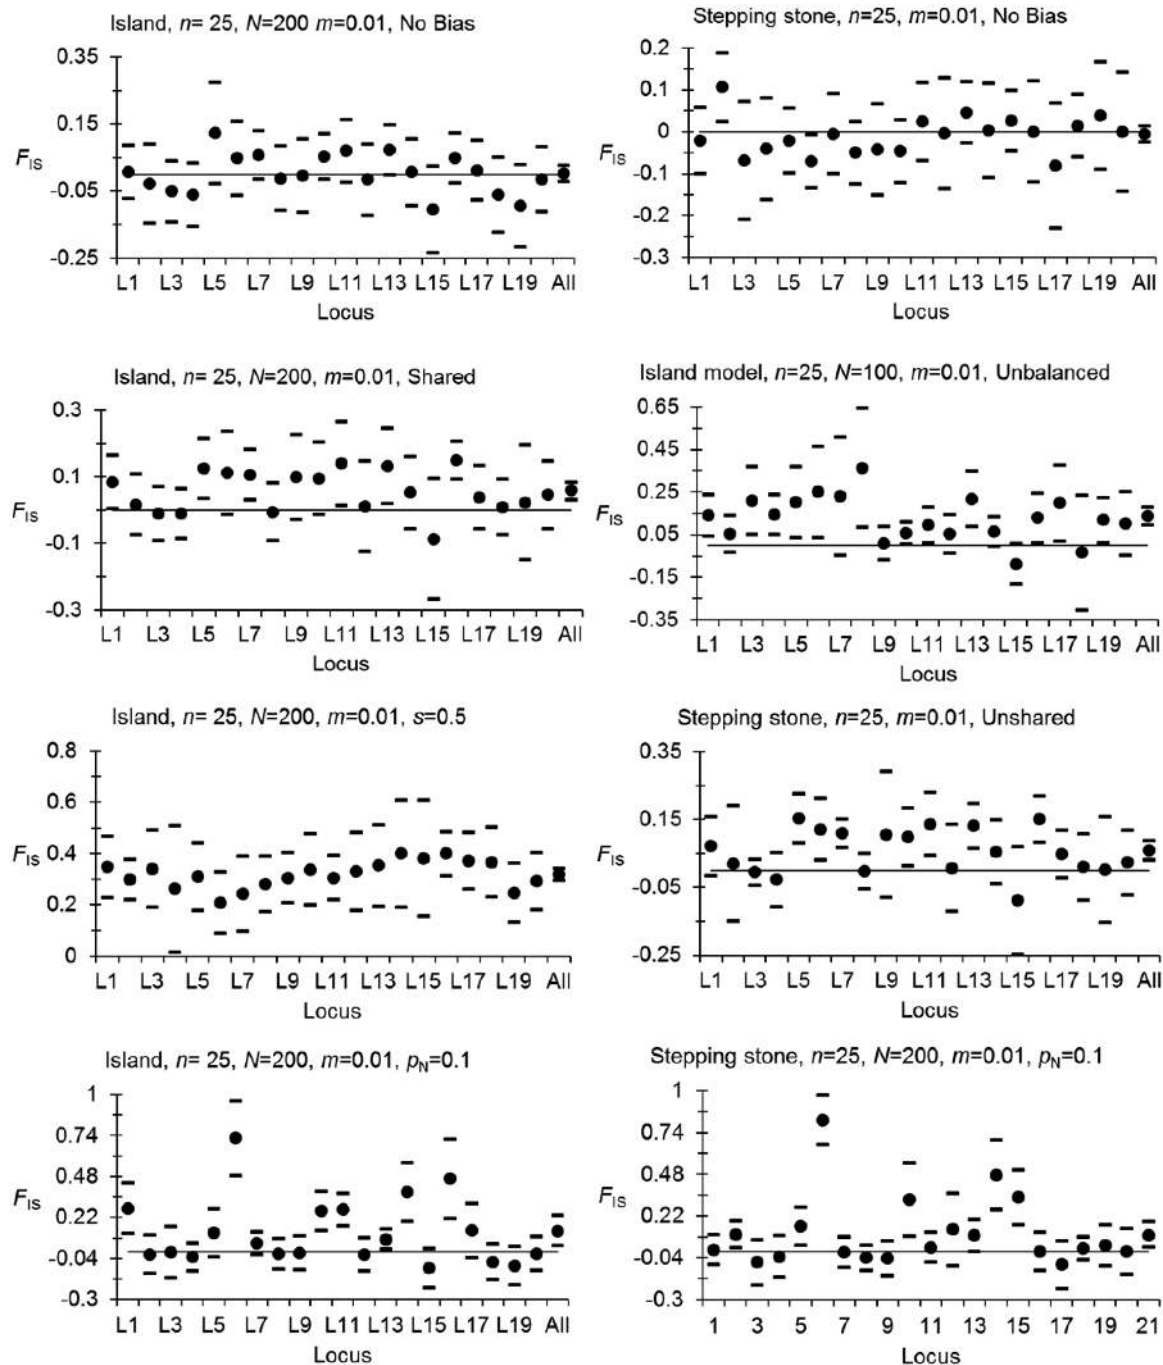 Island, n= 25, N=200 m=0.01, No Bias
0.35
0.15
-0.05
-0.25
FIS
L1 L3 L5 L7 L9 L11 L13 L15 L17 L19 All
Locus
Stepping stone, n=25, m=0.01, No Bias
0.2
0.1
0
-0.1
-0.2
-0.3
FIS
L1 L3 L5 L7 L9 L11 L13 L15 L17 L19 All
Locus
Island, n= 25, N=200, m=0.01, Shared
0.3
0.1
-0.1
-0.3
FIS
L1 L3 L5 L7 L9 L11 L13 L15 L17 L19 All
Locus
Island model, n=25, N=100, m=0.01, Unbalanced
0.65
0.45
0.25
0.05
-0.15
-0.35
FIS
L1 L3 L5 L7 L9 L11 L13 L15 L17 L19 All
Locus
Island, n= 25, N=200, m=0.01, s=0.5
0.8
0.6
0.4
0.2
0
FIS
L1 L3 L5 L7 L9 L11 L13 L15 L17 L19 All
Locus
Stepping stone, n=25, m=0.01, Unshared
0.35
0.15
-0.05
-0.25
FIS
L1 L3 L5 L7 L9 L11 L13 L15 L17 L19 All
Locus
Island, n= 25, N=200, m=0.01, pN=0.1
1
0.74
0.48
0.22
-0.04
-0.3
FIS
L1 L3 L5 L7 L9 L11 L13 L15 L17 L19 All
Locus
Stepping stone, n=25, N=200, m=0.01, pN=0.1
1
0.74
0.48
0.22
-0.04
-0.3
FIS
1 3 5 7 9 11 13 15 17 19 21
Locus